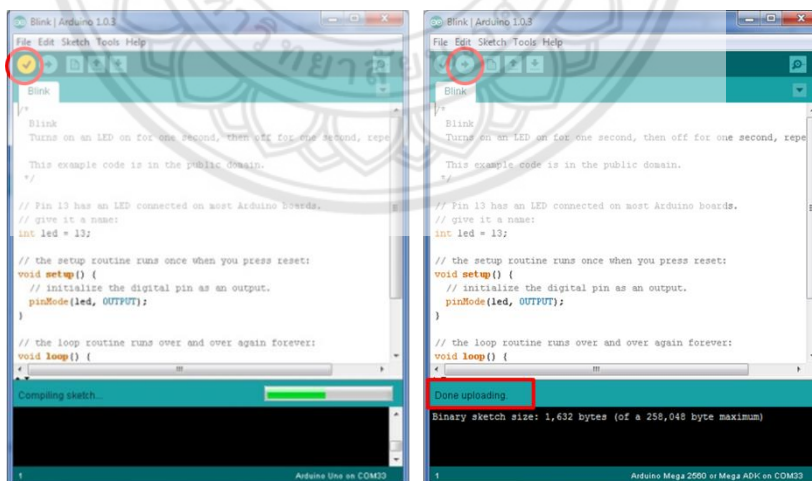 Blink | Arduino 1.0.3
File Edit Sketch Tools Help
Blink
/*
Blink
Turns on an LED on for one second, then off for one second, repe
This example code is in the public domain.
*/
// Pin 13 has an LED connected on most Arduino boards.
// give it a name:
int led = 13;
// the setup routine runs once when you press reset:
void setup() {
// initialize the digital pin as an output.
pinMode(led, OUTPUT);
}
// the loop routine runs over and over again forever:
void loop() {
Compiling sketch...
1
Arduino Uno on COM33
Blink | Arduino 1.0.3
File Edit Sketch Tools Help
Blink
/*
Blink
Turns on an LED on for one second, then off for one second, repe
This example code is in the public domain.
*/
// Pin 13 has an LED connected on most Arduino boards.
// give it a name:
int led = 13;
// the setup routine runs once when you press reset:
void setup() {
// initialize the digital pin as an output.
pinMode(led, OUTPUT);
}
// the loop routine runs over and over again forever:
void loop() {
Done uploading.
Binary sketch size: 1,632 bytes (of a 258,048 byte maximum)
1
Arduino Mega 2560 or Mega ADK on COM33